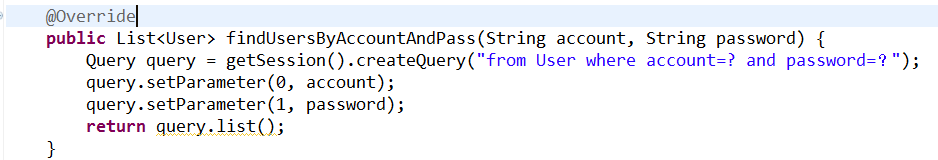 @Override
public List<User> findUsersByAccountAndPass(String account, String password) {
Query query = getSession().createQuery("from User where account=? and password=？");
query.setParameter(0, account);
query.setParameter(1, password);
return query.list();
}